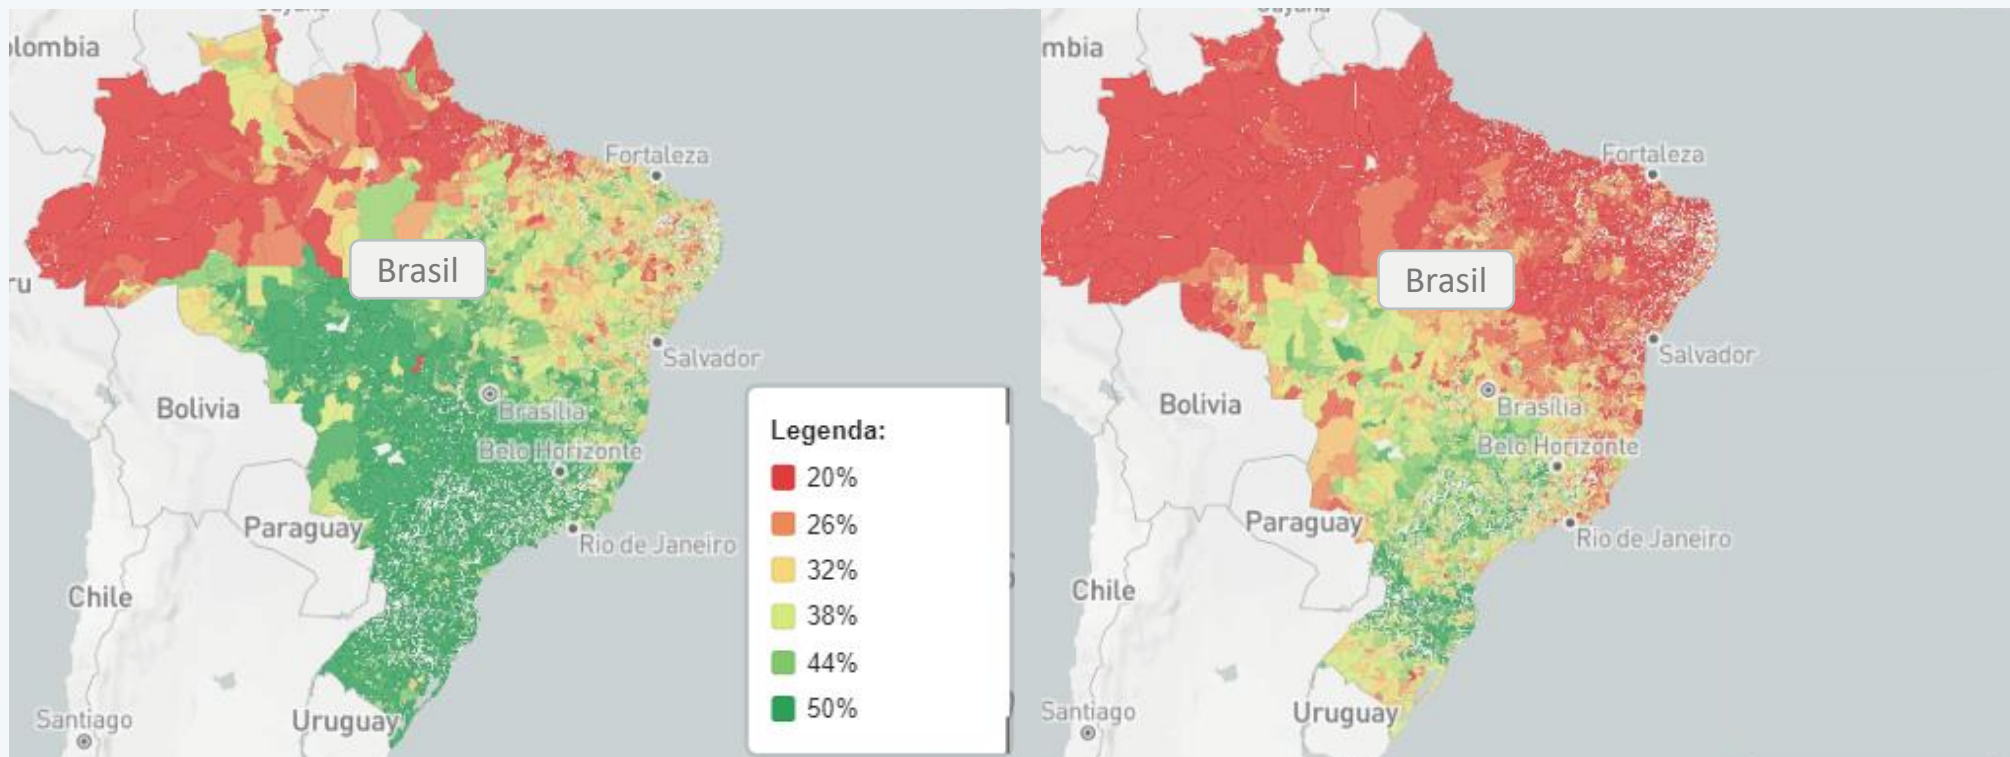 lombia
Fortaleza
Brasil
Salvador
Bolivia
Brasília
Belo Horizonte
Paraguay
Rio de Janeiro
Chile
Santiago
Uruguay
Legenda:
20%
26%
32%
38%
44%
50%
mbia
Fortaleza
Brasil
Salvador
Bolivia
Brasília
Belo Horizonte
Paraguay
Rio de Janeiro
Chile
Santiago
Uruguay